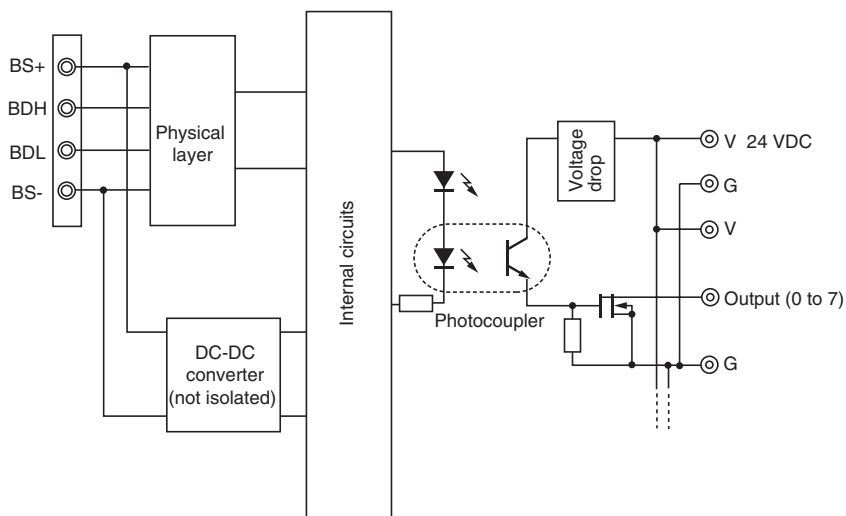 BS+
BDH
BDL
BS-
Physical
layer
DC-DC
converter
(not isolated)
Internal circuits
Photocoupler
Voltage
drop
V 24 VDC
G
V
Output (0 to 7)
G